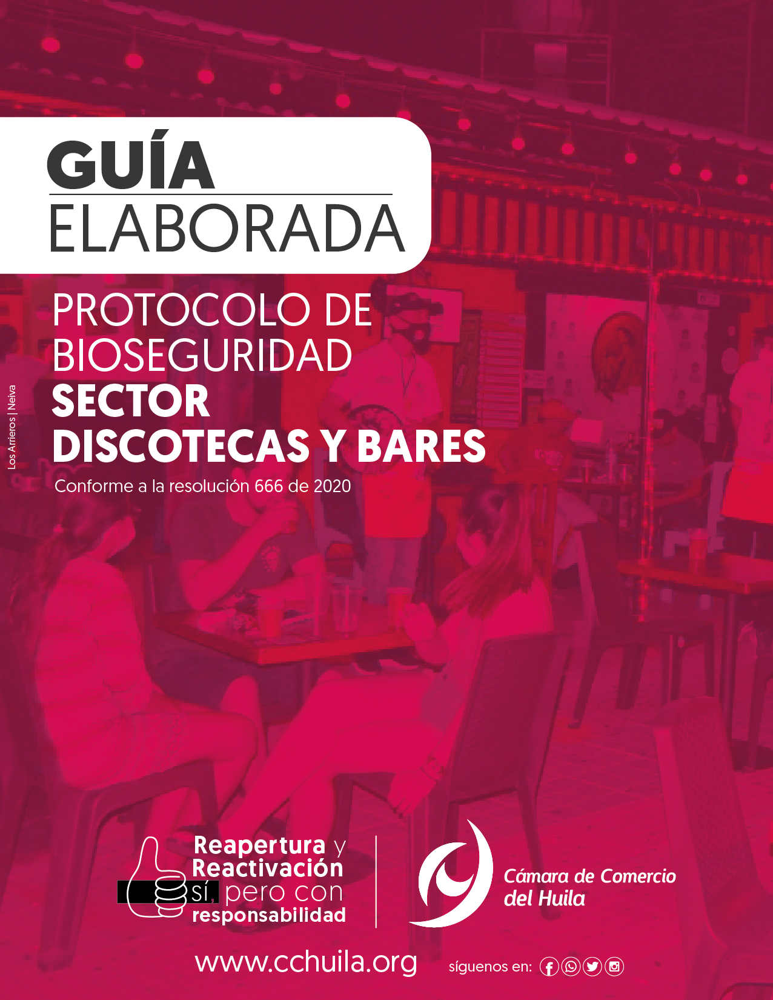 GUÍA
ELABORADA
PROTOCOLO DE
BIOSEGURIDAD
SECTOR
DISCOTECAS Y BARES
Conforme a la resolución 666 de 2020
Los Arrieros | Neiva
Reapertura y
Reactivación
sí, pero con
responsabilidad
Cámara de Comercio
del Huila
www.cchuila.org
síguenos en: